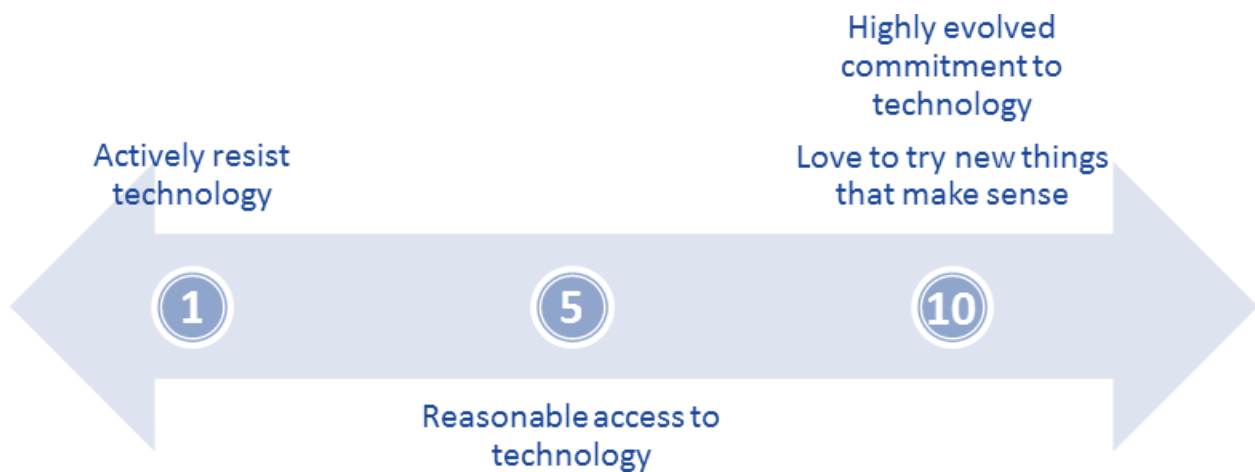 Highly evolved
commitment to
technology
Actively resist
technology
Love to try new things
that make sense
1
5
10
Reasonable access to
technology